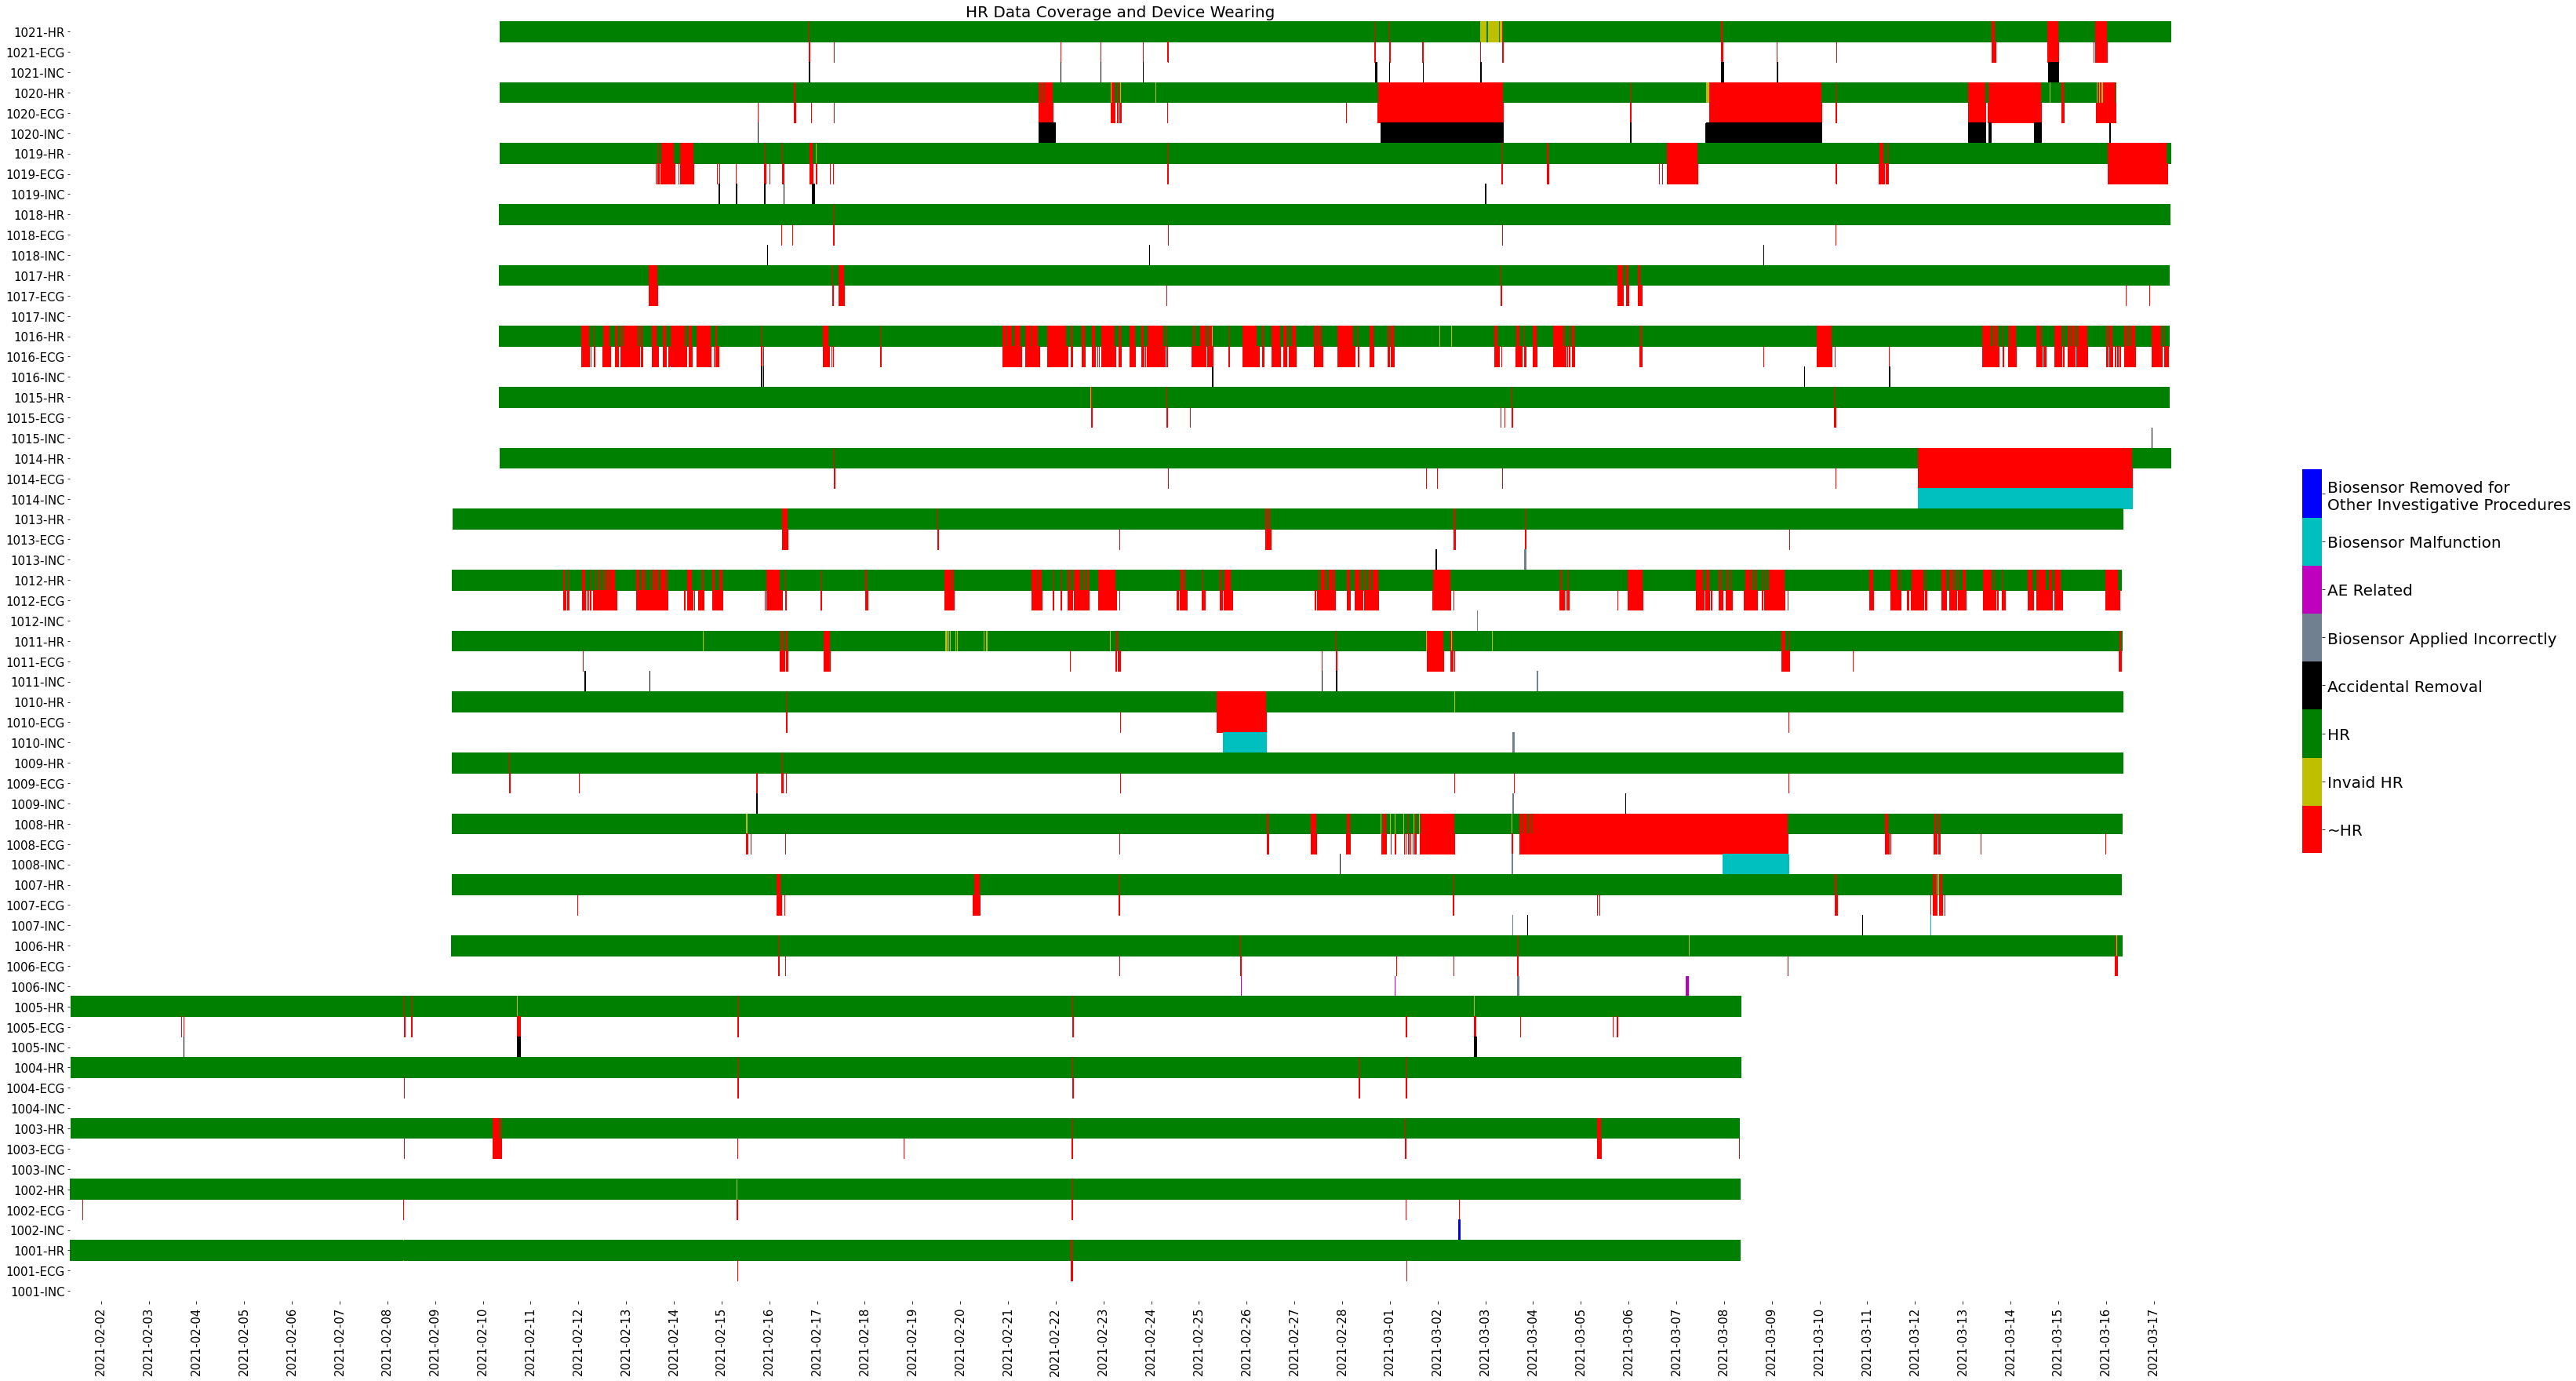 HR Data Coverage and Device Wearing
1021-HR
1021-ECG
1021-INC
1020-HR
1020-ECG
1020-INC
1019-HR
1019-ECG
1019-INC
1018-HR
1018-ECG
1018-INC
1017-HR
1017-ECG
1017-INC
1016-HR
1016-ECG
1016-INC
1015-HR
1015-ECG
1015-INC
1014-HR
1014-ECG
1014-INC
1013-HR
1013-ECG
1013-INC
1012-HR
1012-ECG
1012-INC
1011-HR
1011-ECG
1011-INC
1010-HR
1010-ECG
1010-INC
1009-HR
1009-ECG
1009-INC
1008-HR
1008-ECG
1008-INC
1007-HR
1007-ECG
1007-INC
1006-HR
1006-ECG
1006-INC
1005-HR
1005-ECG
1005-INC
1004-HR
1004-ECG
1004-INC
1003-HR
1003-ECG
1003-INC
1002-HR
1002-ECG
1002-INC
1001-HR
1001-ECG
1001-INC
2021-02-02
2021-02-03
2021-02-04
2021-02-05
2021-02-06
2021-02-07
2021-02-08
2021-02-09
2021-02-10
2021-02-11
2021-02-12
2021-02-13
2021-02-14
2021-02-15
2021-02-16
2021-02-17
2021-02-18
2021-02-19
2021-02-20
2021-02-21
2021-02-22
2021-02-23
2021-02-24
2021-02-25
2021-02-26
2021-02-27
2021-02-28
2021-03-01
2021-03-02
2021-03-03
2021-03-04
2021-03-05
2021-03-06
2021-03-07
2021-03-08
2021-03-09
2021-03-10
2021-03-11
2021-03-12
2021-03-13
2021-03-14
2021-03-15
2021-03-16
2021-03-17
Biosensor Removed for
Other Investigative Procedures
Biosensor Malfunction
AE Related
Biosensor Applied Incorrectly
Accidental Removal
HR
Invaid HR
~HR